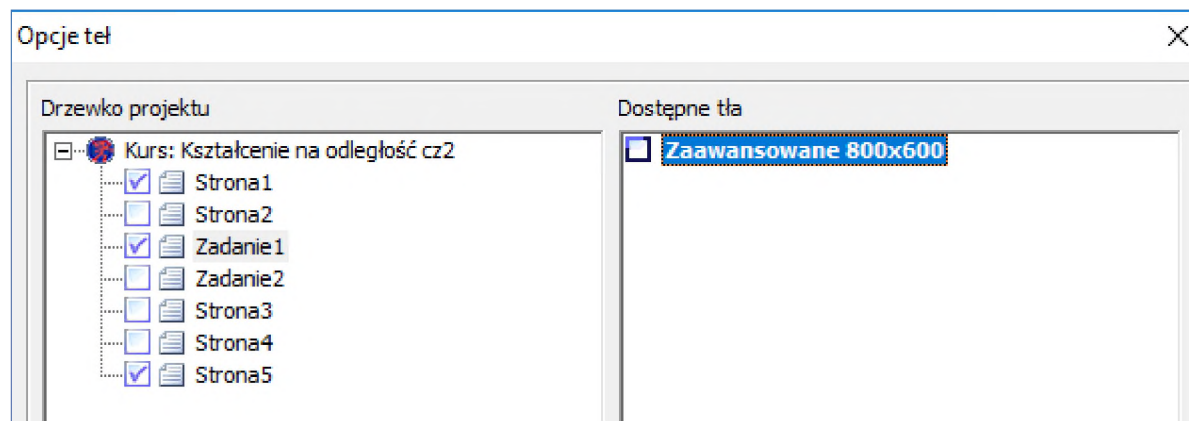 Opcje teł
Drzewko projektu
Dostępne tła
Kurs: Kształcenie na odległość cz2
Zaawansowane 800x600
Strona1
Strona2
Zadanie1
Zadanie2
Strona3
Strona4
Strona5